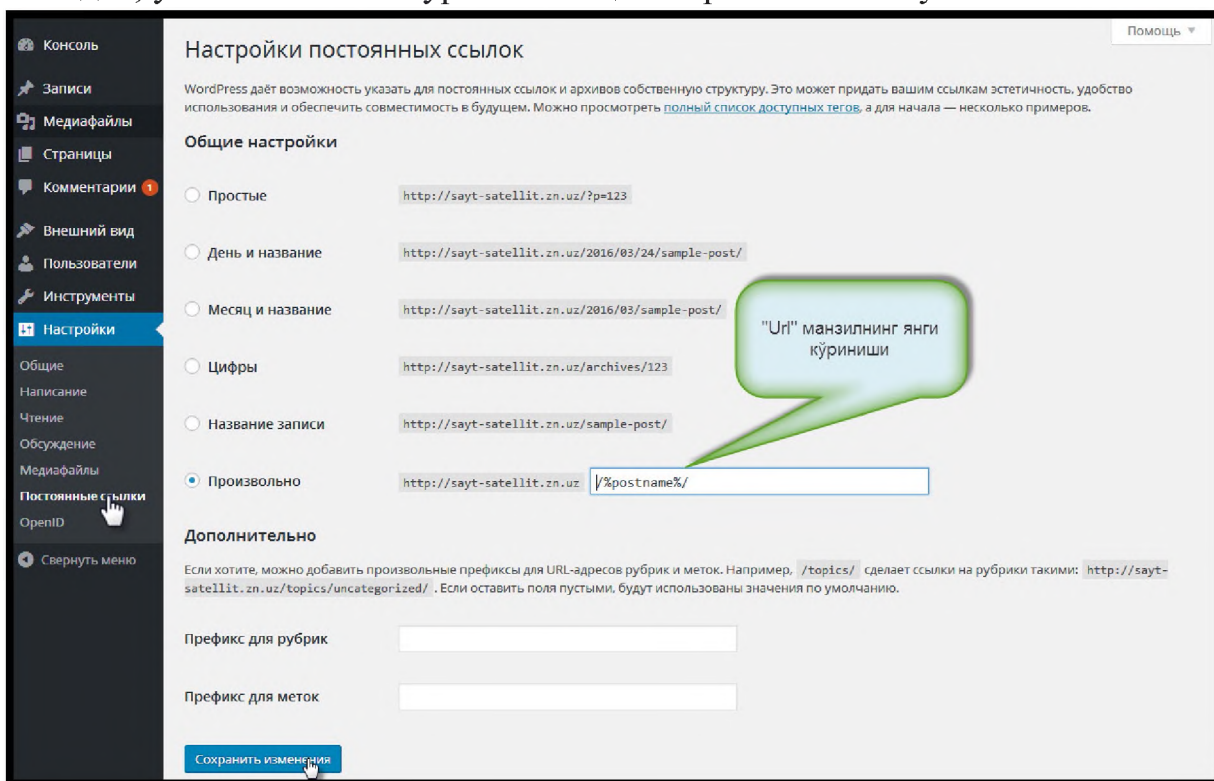 Помощь
Консоль
Записи
Медиафайлы
Страницы
Комментарии 1
Внешний вид
Пользователи
Инструменты
Настройки
Общие
Написание
Чтение
Обсуждение
Медиафайлы
Постоянные ссылки
OpenID
Свернуть меню
Настройки постоянных ссылок
WordPress даёт возможность указать для постоянных ссылок и архивов собственную структуру. Это может придать вашим ссылкам эстетичность, удобство
использования и обеспечить совместимость в будущем. Можно просмотреть полный список доступных тегов, а для начала — несколько примеров.
Общие настройки
Простые http://sayt-satellit.zn.uz/?p=123
День и название http://sayt-satellit.zn.uz/2016/03/24/sample-post/
Месяц и название http://sayt-satellit.zn.uz/2016/03/sample-post/
"Url" манзилнинг янги
кўриниши
Цифры http://sayt-satellit.zn.uz/archives/123
Название записи http://sayt-satellit.zn.uz/sample-post/
Произвольно http://sayt-satellit.zn.uz /%postname%/
Дополнительно
Если хотите, можно добавить произвольные префиксы для URL-адресов рубрик и меток. Например, /topics/ сделает ссылки на рубрики такими: http://sayt-
satellit.zn.uz/topics/uncategorized/ . Если оставить поля пустыми, будут использованы значения по умолчанию.
Префикс для рубрик
Префикс для меток
Сохранить изменения